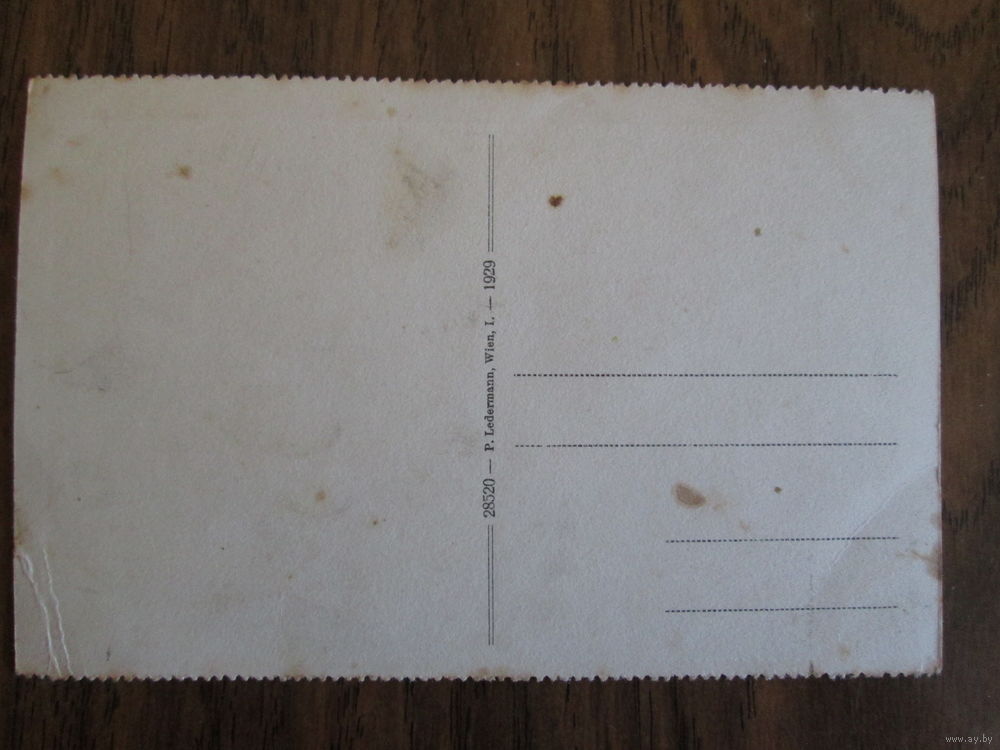 28520 — P. Ledermann, Wien, I. — 1929
www.ay.by